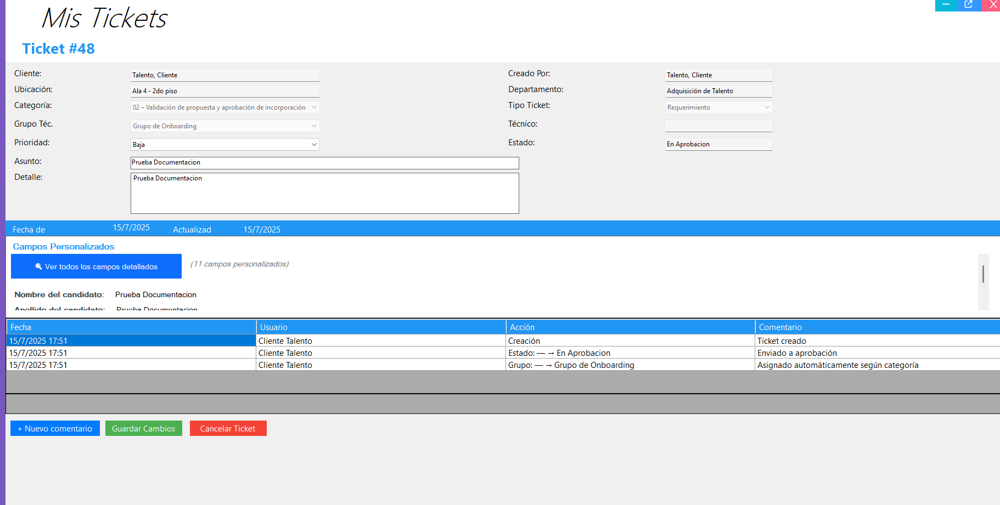 Mis Tickets
Ticket #48
Cliente: Talento, Cliente Creado Por: Talento, Cliente
Ubicación: Ala 4 - 2do piso Departamento: Adquisición de Talento
Categoría: 02 – Validación de propuesta y aprobación de incorporación Tipo Ticket: Requerimiento
Grupo Téc. Grupo de Onboarding Técnico:
Prioridad: Baja Estado: En Aprobacion
Asunto: Prueba Documentacion
Detalle: Prueba Documentacion
Fecha de 15/7/2025 Actualizad 15/7/2025
Campos Personalizados
Ver todos los campos detallados (11 campos personalizados)
Nombre del candidato: Prueba Documentacion
Apellido del candidato: Prueba Documentacion
Fecha Usuario Acción Comentario
15/7/2025 17:51 Cliente Talento Creación Ticket creado
15/7/2025 17:51 Cliente Talento Estado: — → En Aprobacion Enviado a aprobación
15/7/2025 17:51 Cliente Talento Grupo: — → Grupo de Onboarding Asignado automáticamente según categoría
+ Nuevo comentario Guardar Cambios Cancelar Ticket